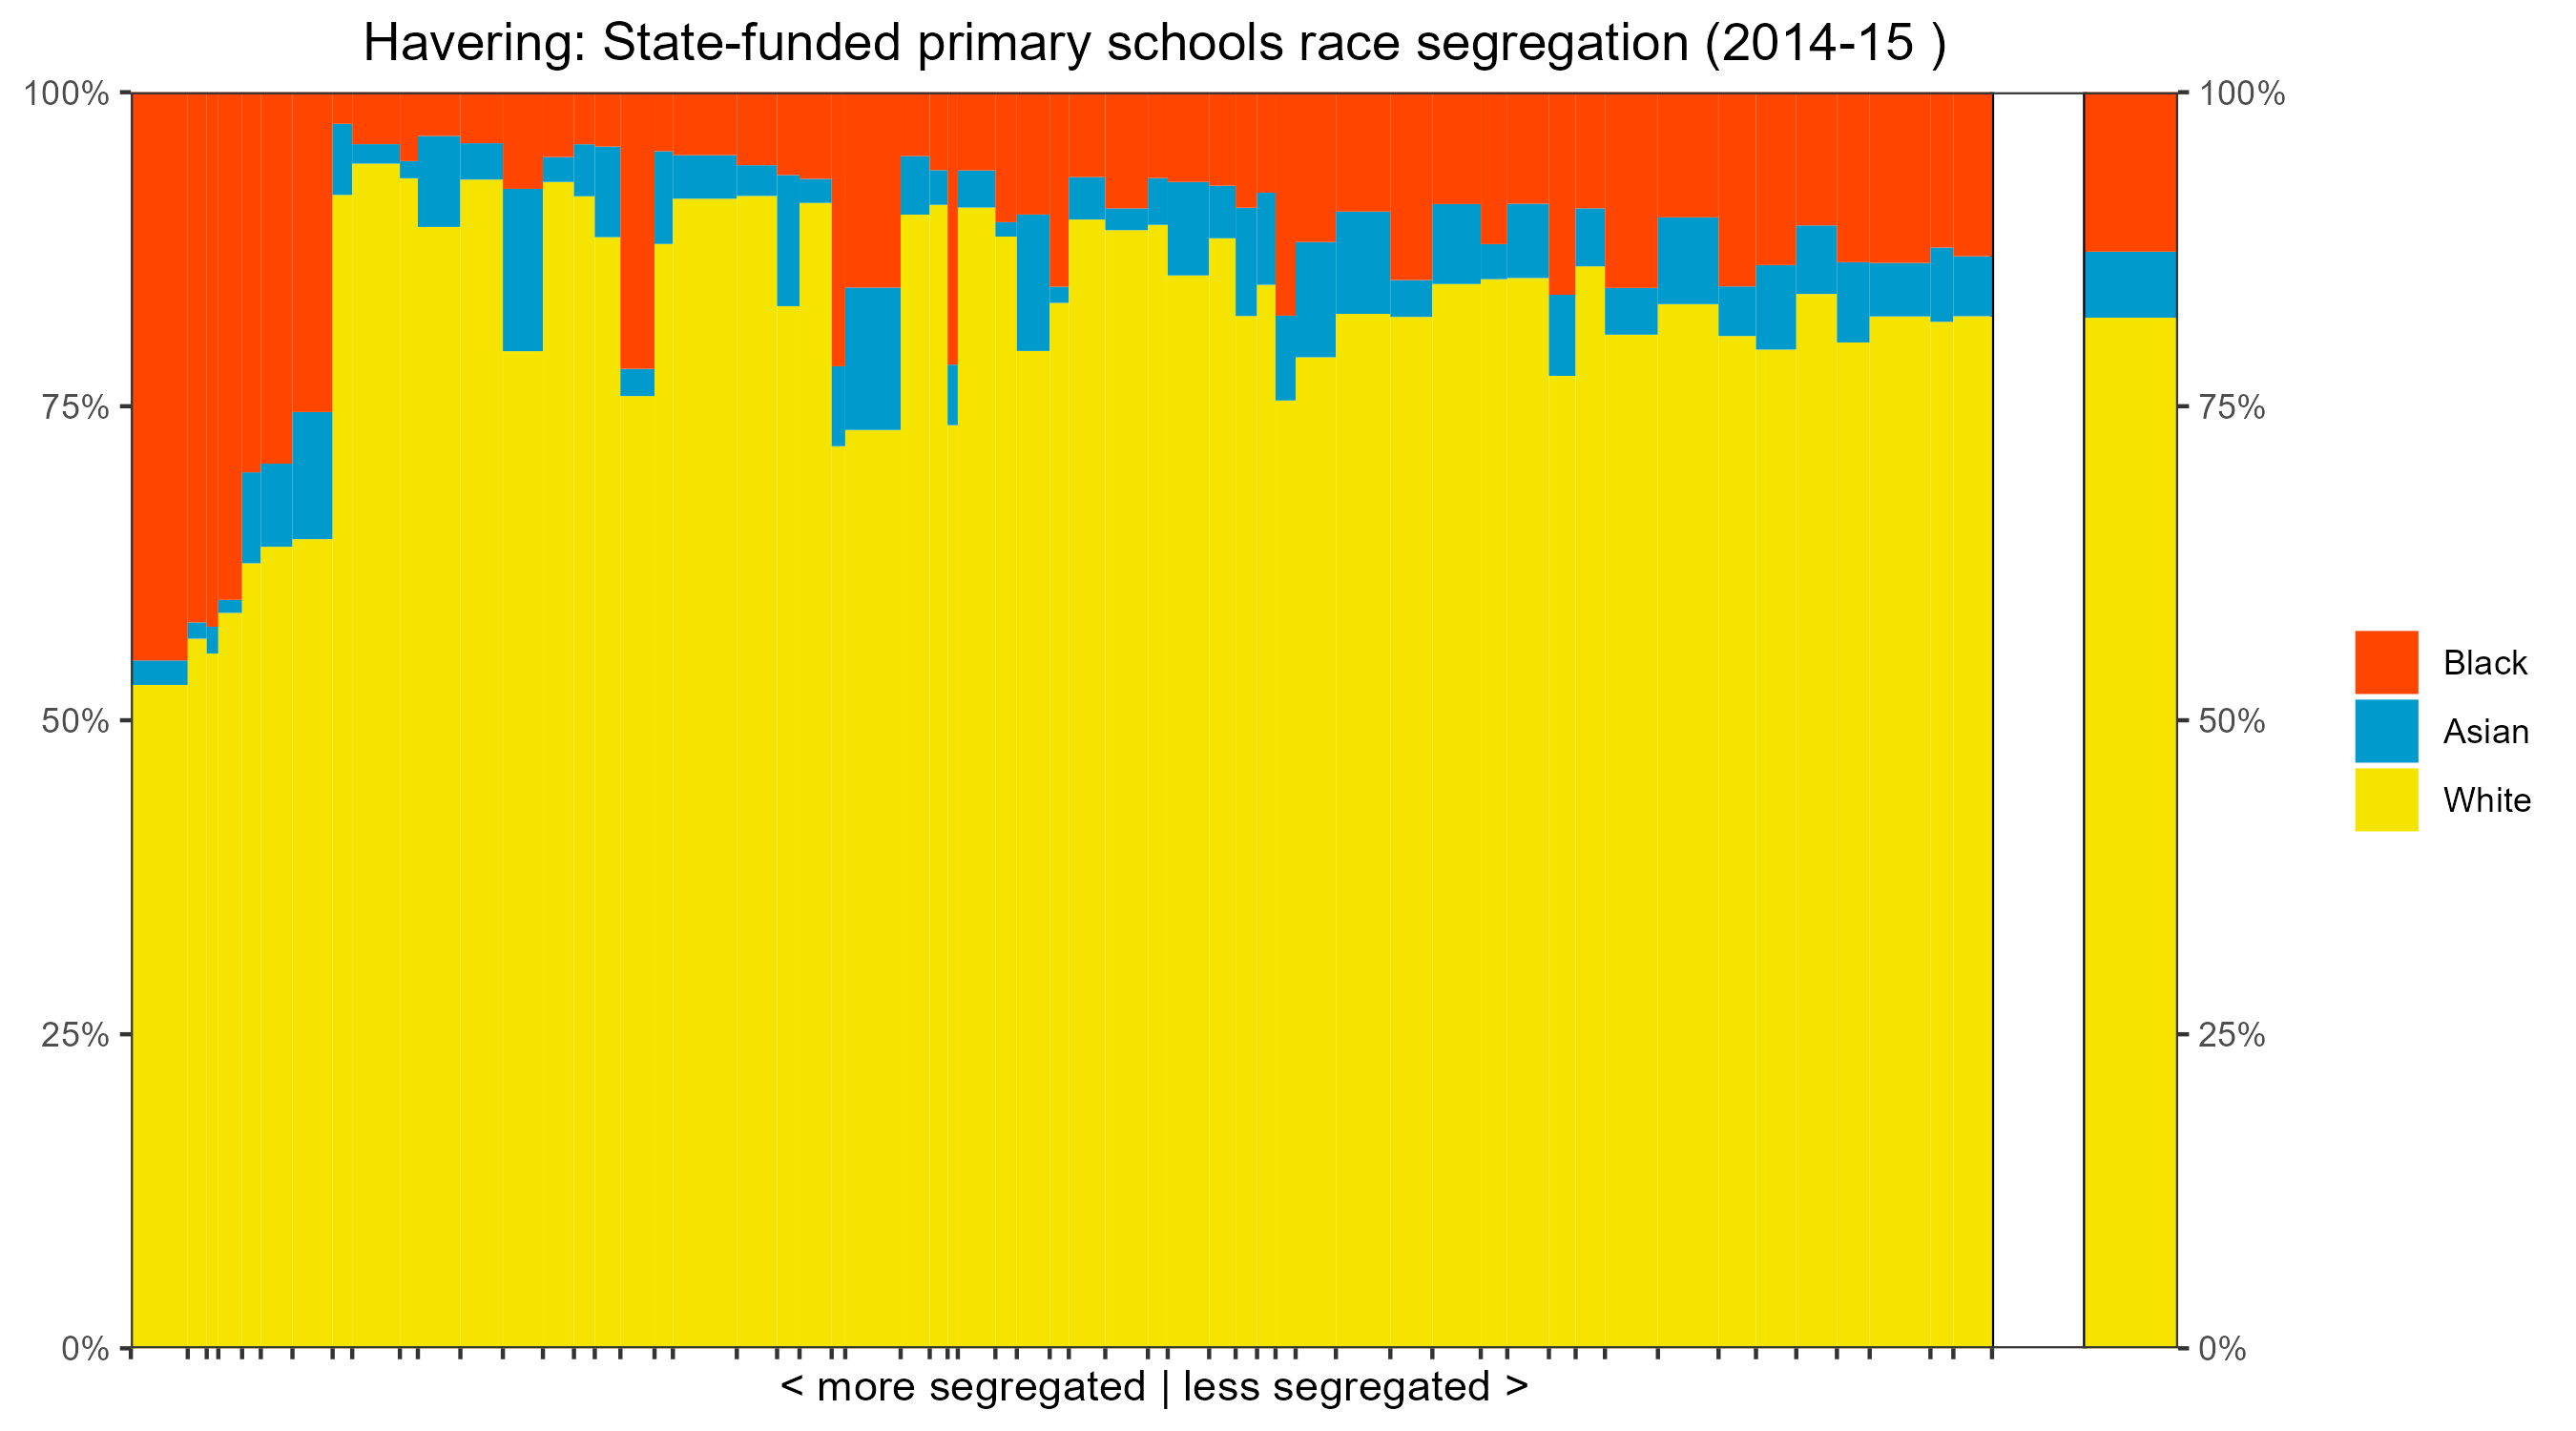 Havering: State-funded primary schools race segregation (2014-15 )
100%
75%
50%
25%
0%
100%
75%
50%
25%
0%
Black
Asian
White
< more segregated | less segregated >